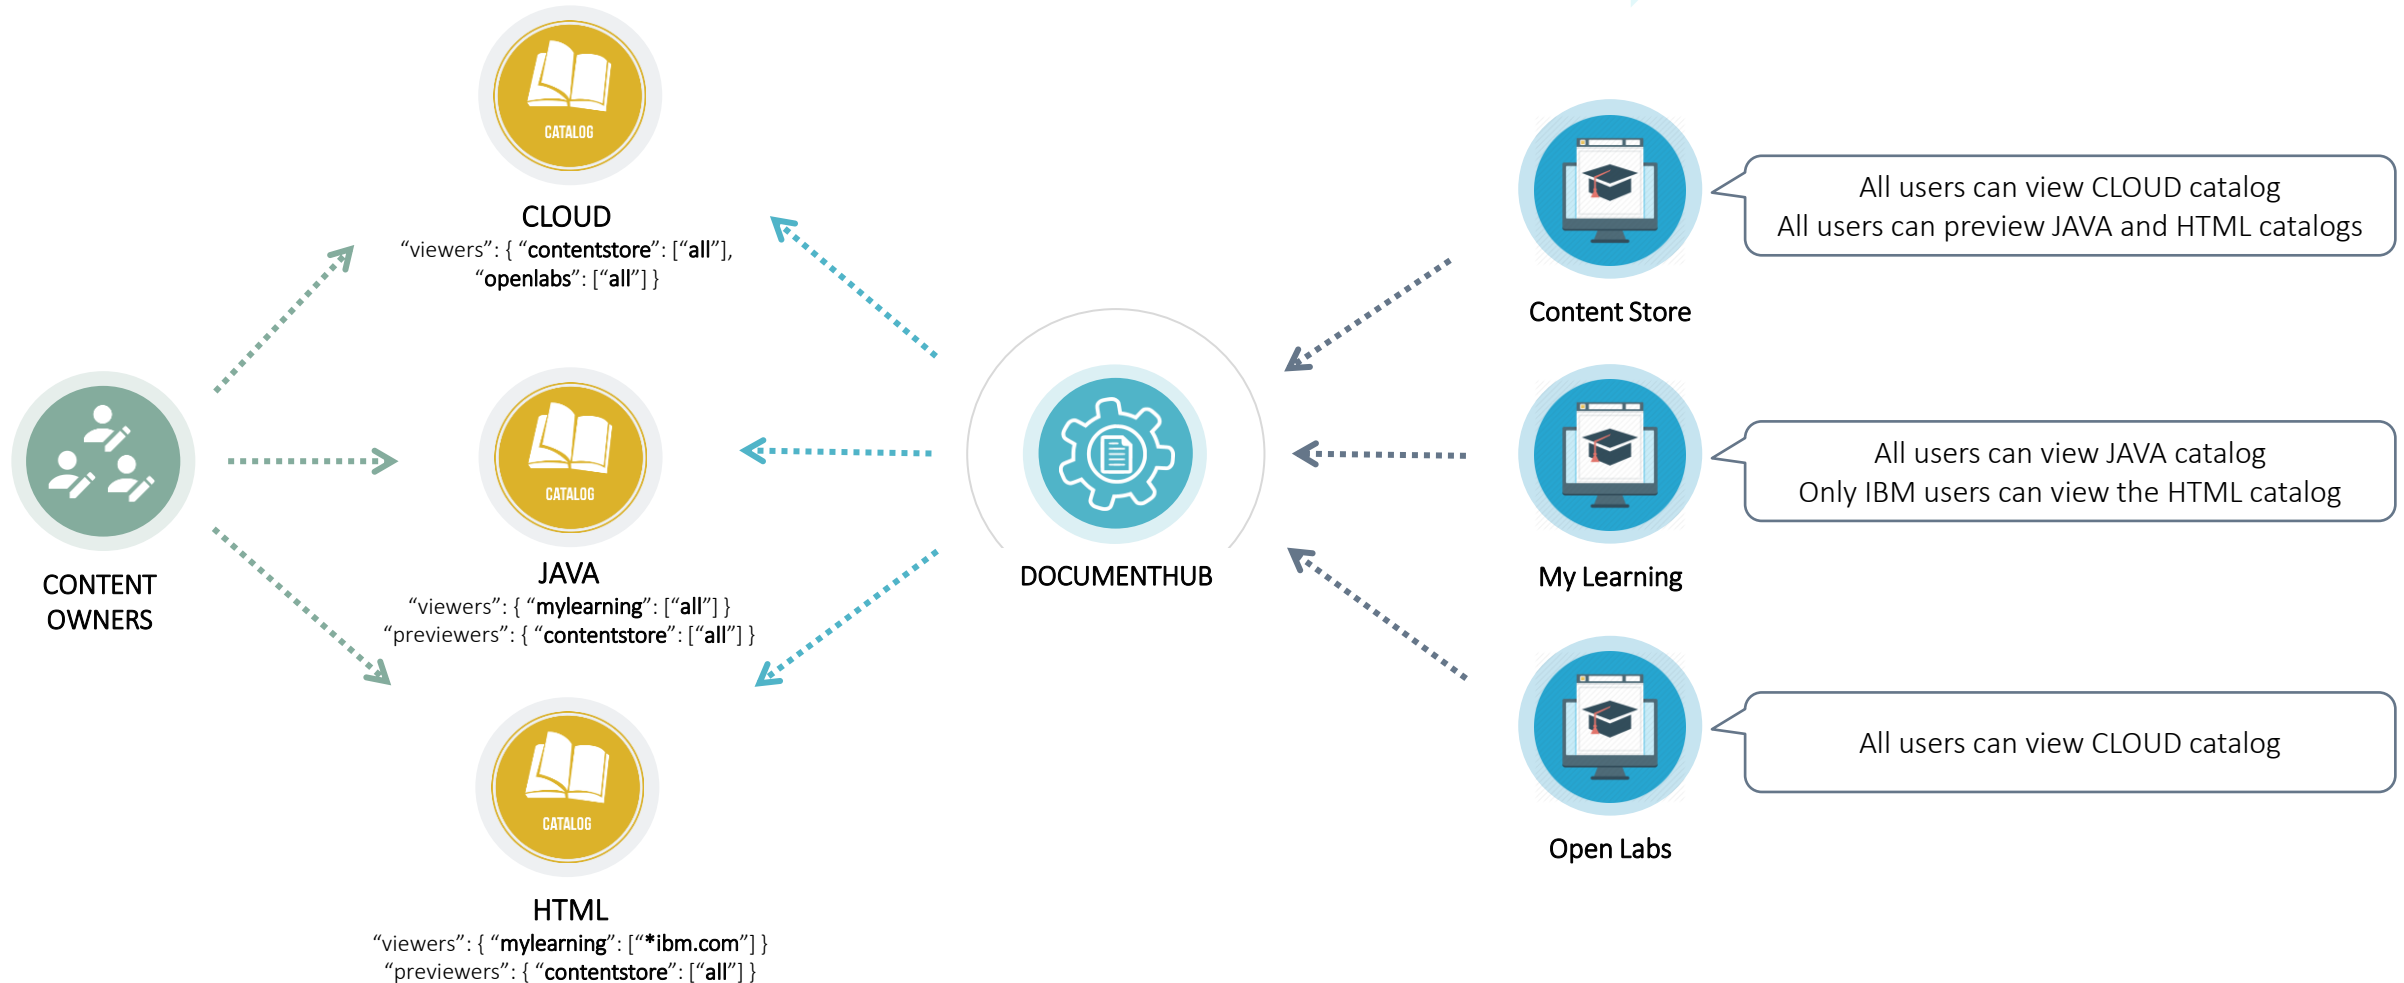 CATALOG
CLOUD
“viewers”: { “contentstore”: [“all”],
“openlabs”: [“all”] }
CONTENT
OWNERS
CATALOG
JAVA
“viewers”: { “mylearning”: [“all”] }
“previewers”: { “contentstore”: [“all”] }
CATALOG
HTML
“viewers”: { “mylearning”: [“*ibm.com”] }
“previewers”: { “contentstore”: [“all”] }
DOCUMENTHUB
Content Store
All users can view CLOUD catalog
All users can preview JAVA and HTML catalogs
My Learning
All users can view JAVA catalog
Only IBM users can view the HTML catalog
Open Labs
All users can view CLOUD catalog